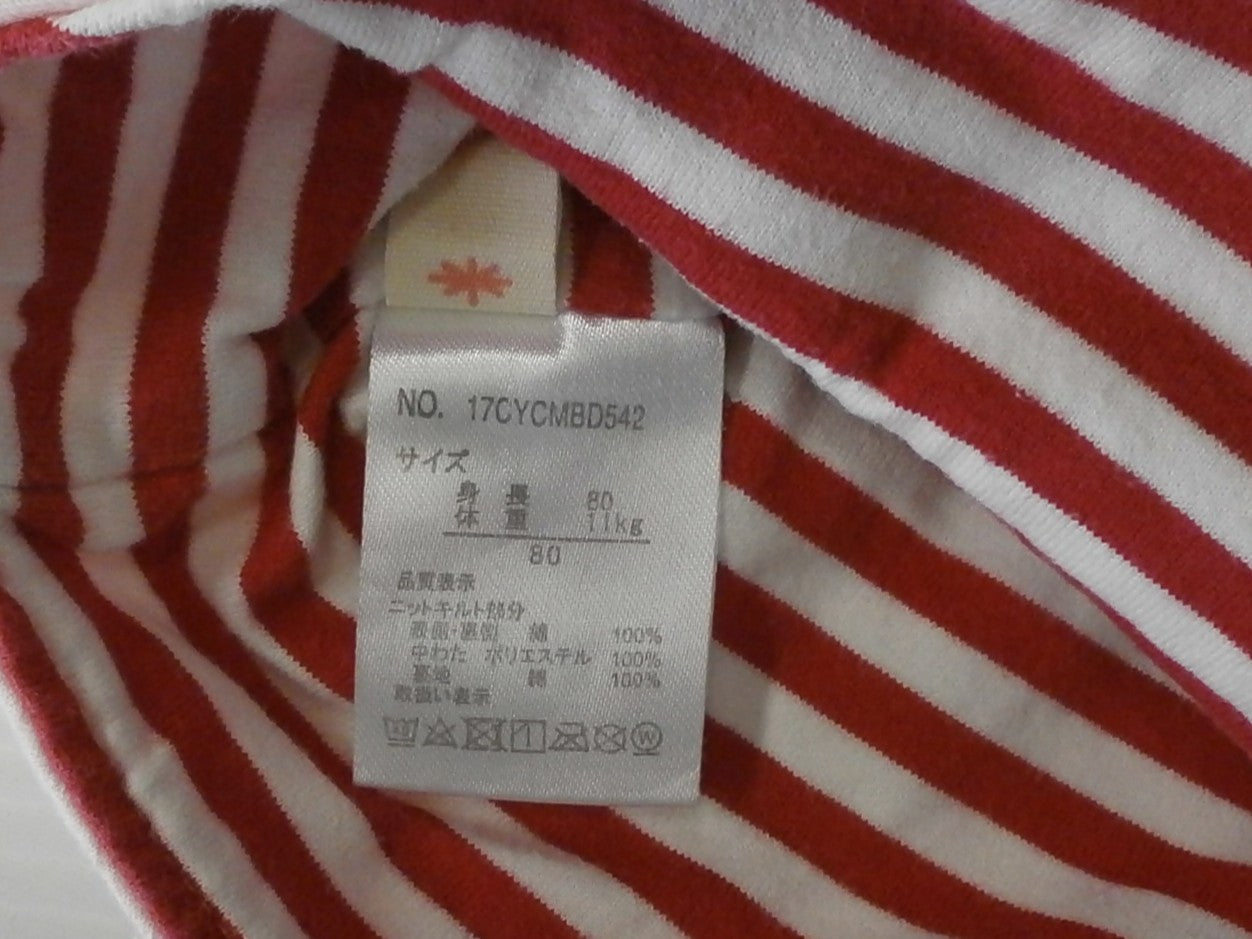 NO. 17CYCMBD542
サイズ
身長 80
体重 11kg
80
品質表示
ニットキルト部分
表面・裏側 綿 100%
中わた ポリエステル 100%
裏地 綿 100%
取扱い表示
W